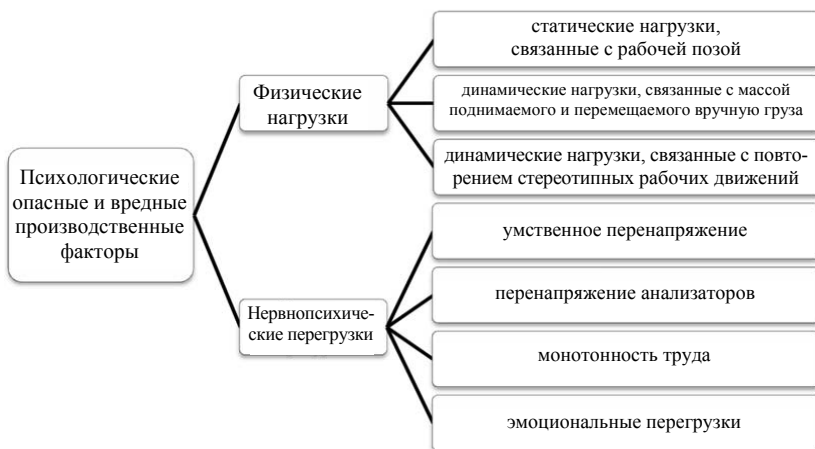 Психологические
опасные и вредные
производственные
факторы
Физические
нагрузки
статические нагрузки,
связанные с рабочей позой
динамические нагрузки, связанные с массой
поднимаемого и перемещаемого вручную груза
динамические нагрузки, связанные с повто-
рением стереотипных рабочих движений
Нервнопсихиче-
ские перегрузки
умственное перенапряжение
перенапряжение анализаторов
монотонность труда
эмоциональные перегрузки